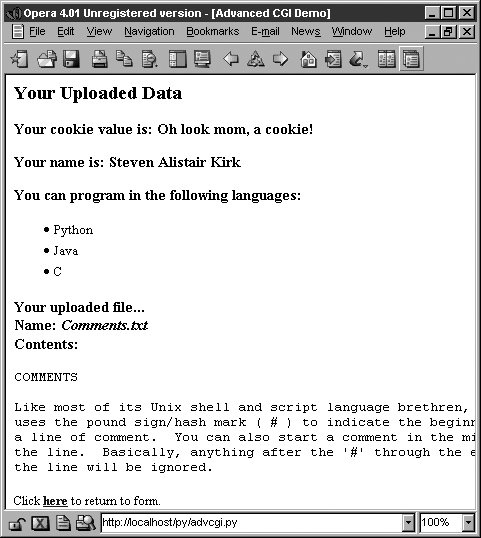 Opera 4.01 Unregistered version - [Advanced CGI Demo]
File Edit View Navigation Bookmarks E-mail News Window Help
Your Uploaded Data
Your cookie value is: Oh look mom, a cookie!
Your name is: Steven Alistair Kirk
You can program in the following languages:
Python
Java
C
Your uploaded file...
Name: Comments.txt
Contents:
COMMENTS
Like most of its Unix shell and script language brethren,
uses the pound sign/hash mark ( # ) to indicate the beginn
a line of comment.  You can also start a comment in the mi
the line.  Basically, anything after the '#' through the e
the line will be ignored.
Click here to return to form.
http://localhost/py/advcgi.py 100%